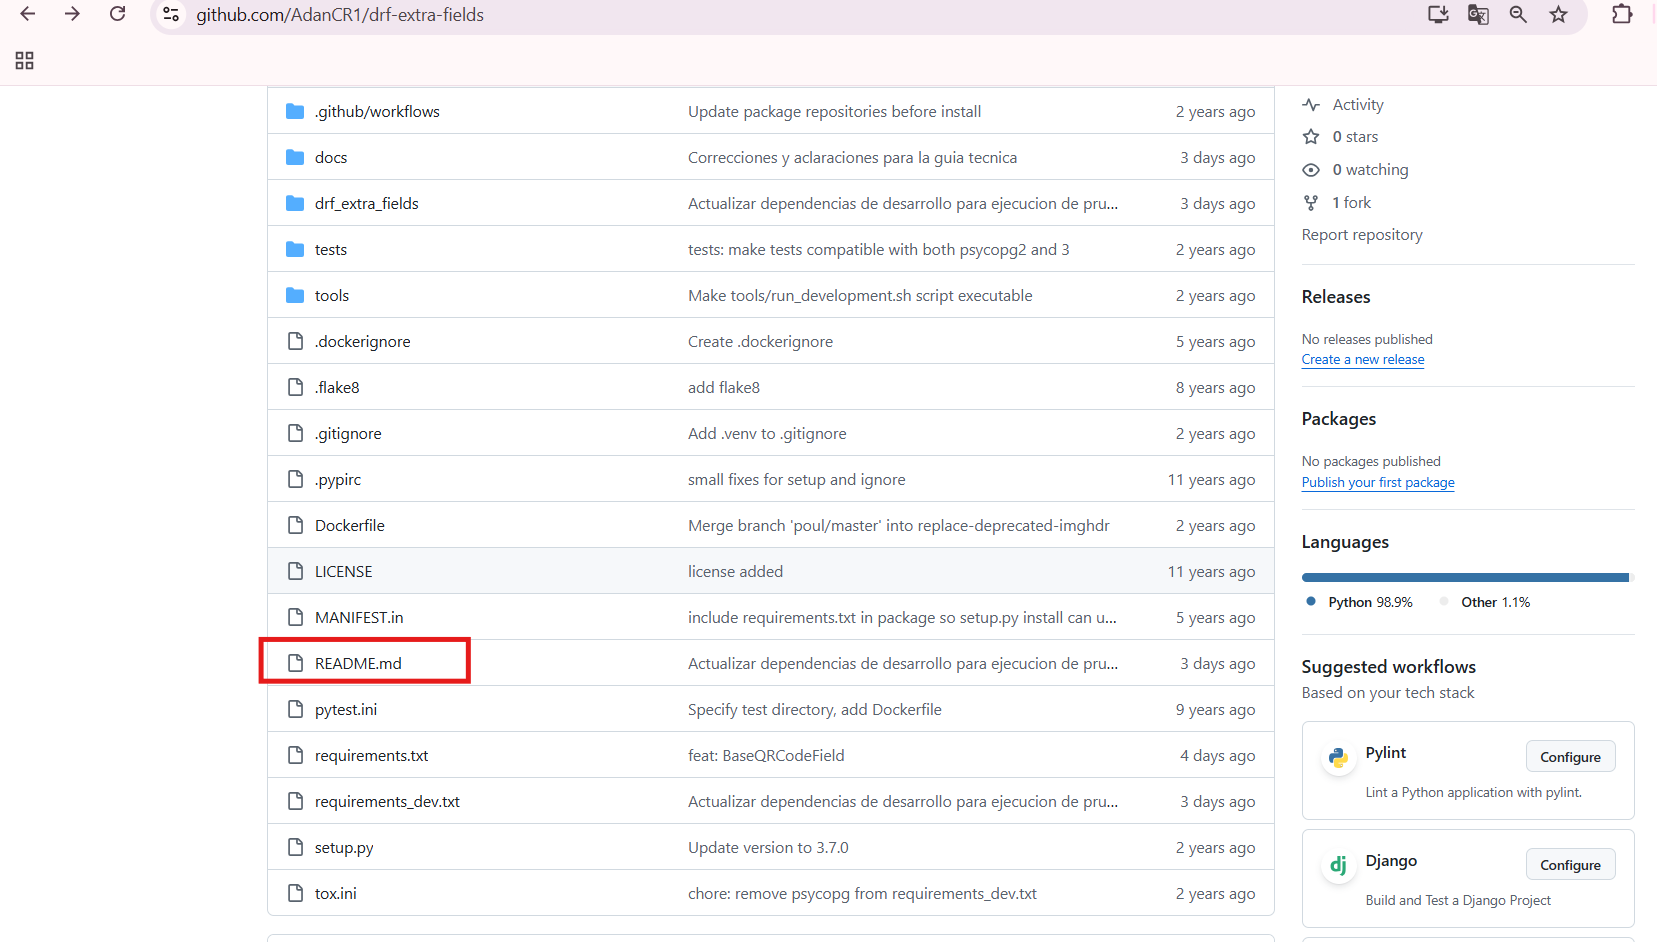 github.com/AdanCR1/drf-extra-fields
.github/workflows Update package repositories before install 2 years ago
docs Correcciones y aclaraciones para la guia tecnica 3 days ago
drf_extra_fields Actualizar dependencias de desarrollo para ejecucion de pru... 3 days ago
tests tests: make tests compatible with both psycopg2 and 3 2 years ago
tools Make tools/run_development.sh script executable 2 years ago
.dockerignore Create .dockerignore 5 years ago
.flake8 add flake8 8 years ago
.gitignore Add .venv to .gitignore 2 years ago
.pypirc small fixes for setup and ignore 11 years ago
Dockerfile Merge branch 'poul/master' into replace-deprecated-imghdr 2 years ago
LICENSE license added 11 years ago
MANIFEST.in include requirements.txt in package so setup.py install can u... 5 years ago
README.md Actualizar dependencias de desarrollo para ejecucion de pru... 3 days ago
pytest.ini Specify test directory, add Dockerfile 9 years ago
requirements.txt feat: BaseQRCodeField 4 days ago
requirements_dev.txt Actualizar dependencias de desarrollo para ejecucion de pru... 3 days ago
setup.py Update version to 3.7.0 2 years ago
tox.ini chore: remove psycopg from requirements_dev.txt 2 years ago
Activity
0 stars
0 watching
1 fork
Report repository
Releases
No releases published
Create a new release
Packages
No packages published
Publish your first package
Languages
Python 98.9% Other 1.1%
Suggested workflows
Based on your tech stack
Pylint Configure
Lint a Python application with pylint.
dj Django Configure
Build and Test a Django Project